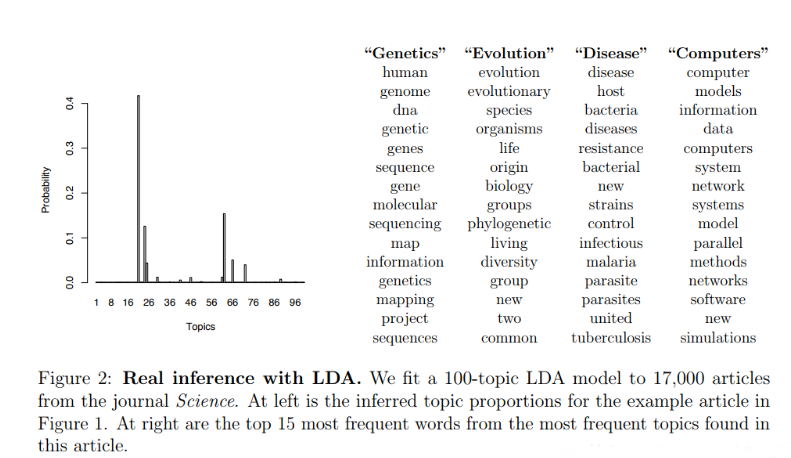 “Genetics” “Evolution” “Disease” “Computers”
human evolution disease computer
genome evolutionary host models
dna species bacteria information
genetic organisms diseases data
genes life resistance computers
sequence origin bacterial system
gene biology new network
molecular groups strains systems
sequencing phylogenetic control model
map living infectious parallel
information diversity malaria methods
genetics group parasite networks
mapping new parasites software
project two united new
sequences common tuberculosis simulations
Probability
0.4
0.3
0.2
0.1
0.0
1 8 16 26 36 46 56 66 76 86 96
Topics
Figure 2: Real inference with LDA. We fit a 100-topic LDA model to 17,000 articles
from the journal Science. At left is the inferred topic proportions for the example article in
Figure 1. At right are the top 15 most frequent words from the most frequent topics found in
this article.